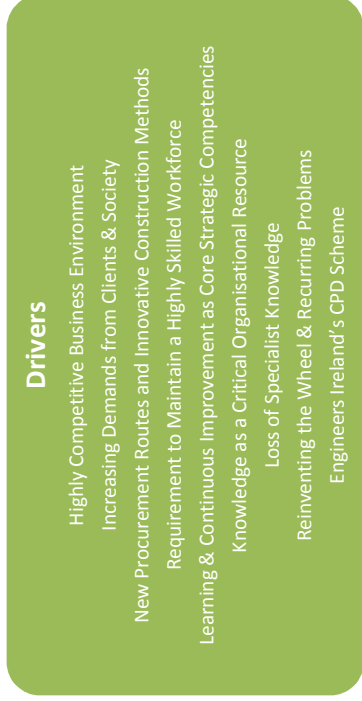 Drivers
Highly Competitive Business Environment
Increasing Demands from Clients & Society
New Procurement Routes and Innovative Construction Methods
Requirement to Maintain a Highly Skilled Workforce
Learning & Continuous Improvement as Core Strategic Competencies
Knowledge as a Critical Organisational Resource
Loss of Specialist Knowledge
Reinventing the Wheel & Recurring Problems
Engineers Ireland's CPD Scheme